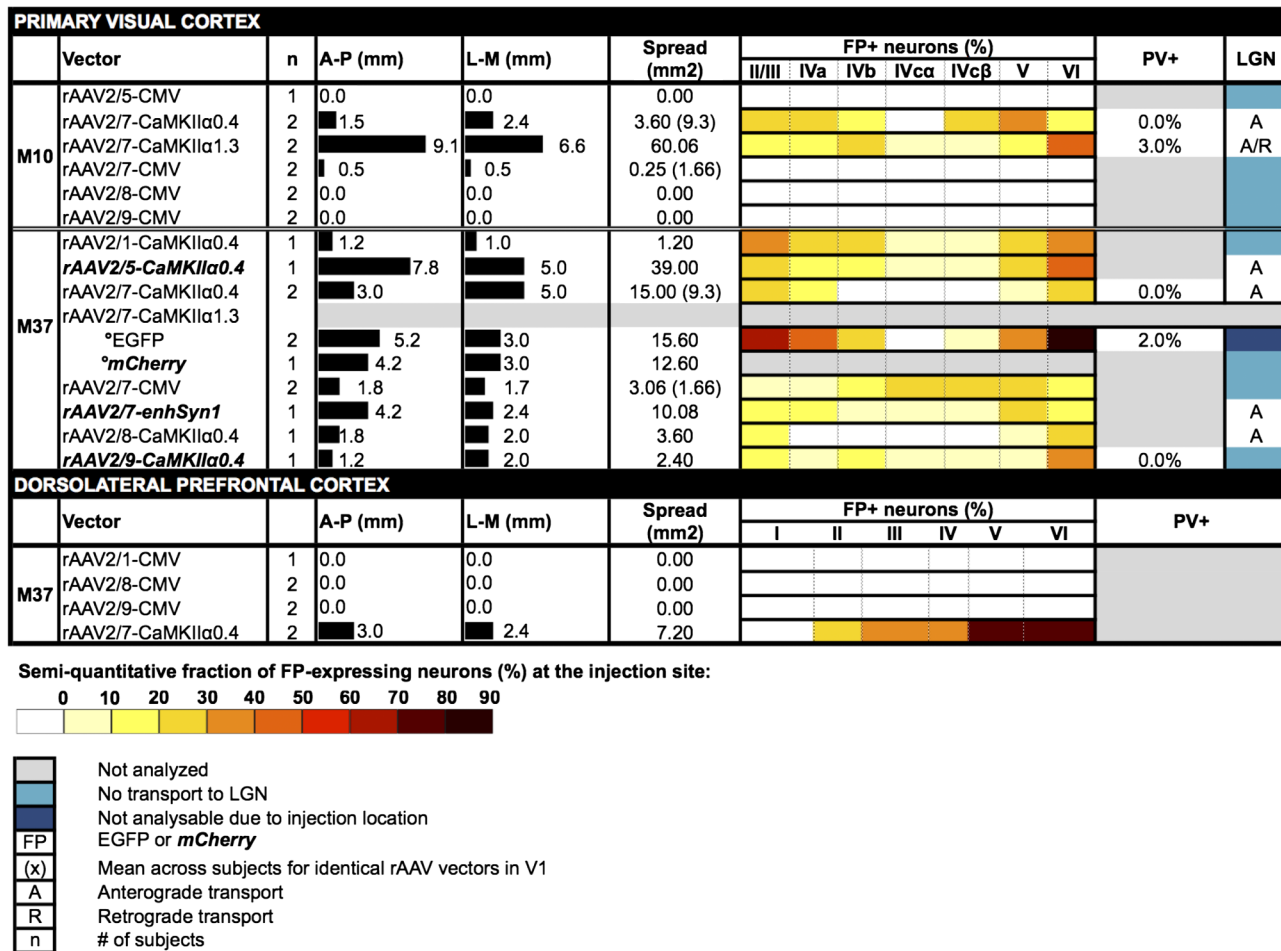 PRIMARY VISUAL CORTEX
Vector n A-P (mm) L-M (mm) Spread (mm2) FP+ neurons (%) PV+ LGN
II/III IVa IVb IVcα IVcβ V VI
M10
rAAV2/5-CMV 1 0.0 0.0 0.00
rAAV2/7-CaMKIIα0.4 2 1.5 2.4 3.60 (9.3) 0.0% A
rAAV2/7-CaMKIIα1.3 2 9.1 6.6 60.06 3.0% A/R
rAAV2/7-CMV 2 0.5 0.5 0.25 (1.66)
rAAV2/8-CMV 2 0.0 0.0 0.00
rAAV2/9-CMV 2 0.0 0.0 0.00
M37
rAAV2/1-CaMKIIα0.4 1 1.2 1.0 1.20
rAAV2/5-CaMKIIα0.4 1 7.8 5.0 39.00 A
rAAV2/7-CaMKIIα0.4 2 3.0 5.0 15.00 (9.3) 0.0% A
rAAV2/7-CaMKIIα1.3
°EGFP 2 5.2 3.0 15.60 2.0%
°mCherry 1 4.2 3.0 12.60
rAAV2/7-CMV 2 1.8 1.7 3.06 (1.66)
rAAV2/7-enhSyn1 1 4.2 2.4 10.08 A
rAAV2/8-CaMKIIα0.4 1 1.8 2.0 3.60 A
rAAV2/9-CaMKIIα0.4 1 1.2 2.0 2.40 0.0%
DORSOLATERAL PREFRONTAL CORTEX
Vector A-P (mm) L-M (mm) Spread (mm2) FP+ neurons (%) PV+
I II III IV V VI
M37
rAAV2/1-CMV 1 0.0 0.0 0.00
rAAV2/8-CMV 2 0.0 0.0 0.00
rAAV2/9-CMV 2 0.0 0.0 0.00
rAAV2/7-CaMKIIα0.4 2 3.0 2.4 7.20
Semi-quantitative fraction of FP-expressing neurons (%) at the injection site:
0 10 20 30 40 50 60 70 80 90
Not analyzed
No transport to LGN
Not analysable due to injection location
FP EGFP or mCherry
(x) Mean across subjects for identical rAAV vectors in V1
A Anterograde transport
R Retrograde transport
n # of subjects